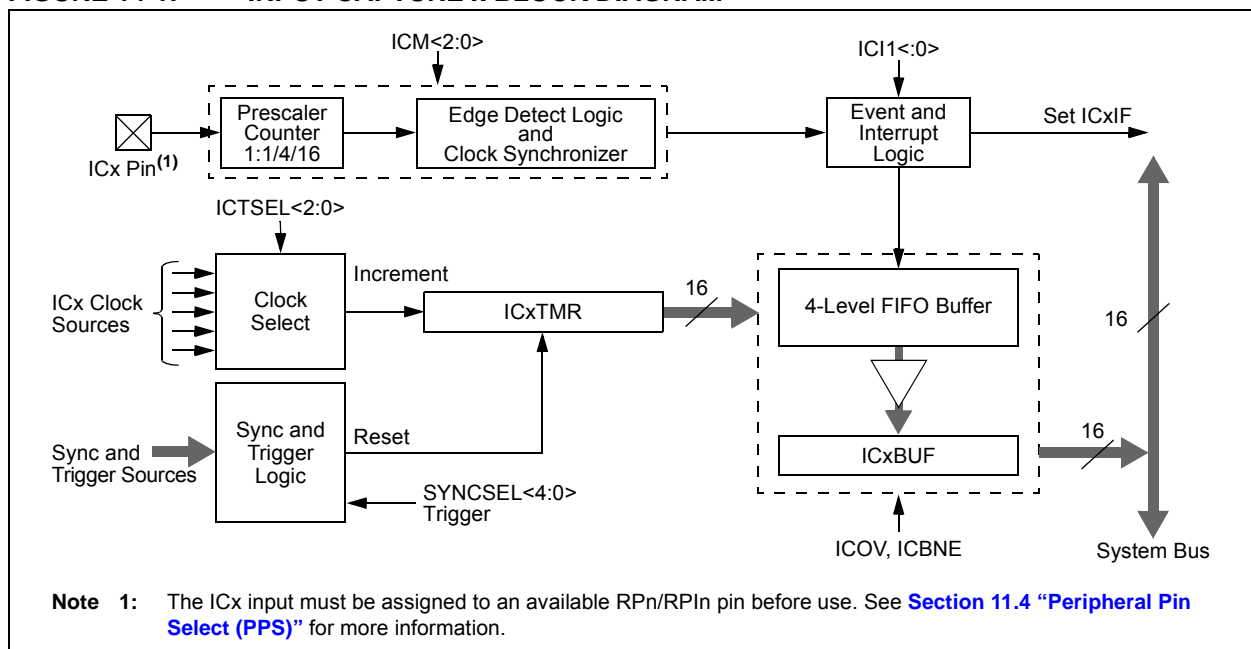 ICM<2:0>
ICI1<:0>
Prescaler
Counter
1:1/4/16
Edge Detect Logic
and
Clock Synchronizer
Event and
Interrupt
Logic
Set ICxIF
ICx Pin(1)
ICTSEL<2:0>
ICx Clock
Sources
Clock
Select
Increment
ICxTMR
16
4-Level FIFO Buffer
16
Sync and
Trigger Sources
Sync and
Trigger
Logic
Reset
ICxBUF
16
SYNCSEL<4:0>
Trigger
ICOV, ICBNE
System Bus
Note 1: The ICx input must be assigned to an available RPn/RPIn pin before use. See Section 11.4 “Peripheral Pin
Select (PPS)” for more information.